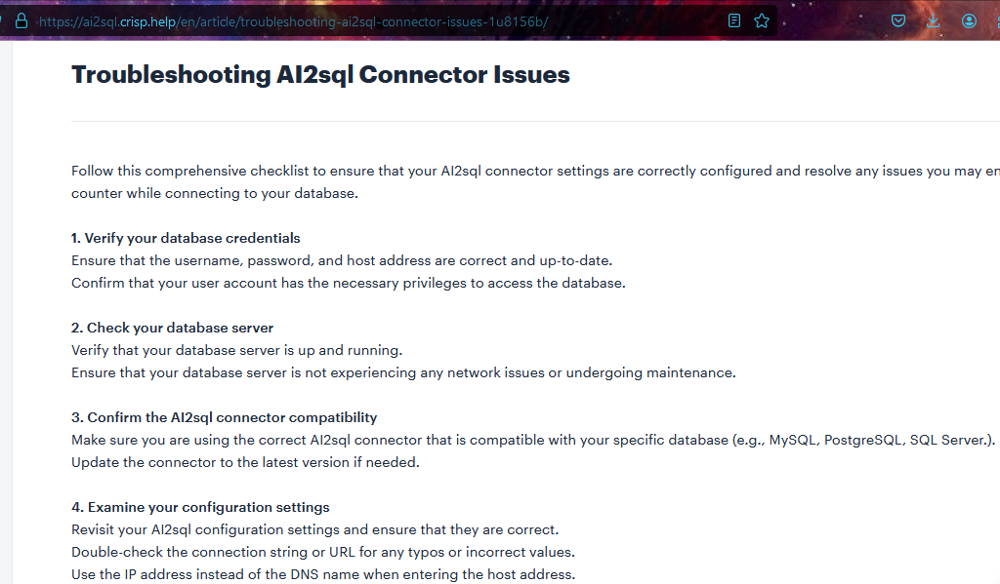 https://ai2sql.crisp.help/en/article/troubleshooting-ai2sql-connector-issues-1u8156b/
Troubleshooting AI2sql Connector Issues
Follow this comprehensive checklist to ensure that your AI2sql connector settings are correctly configured and resolve any issues you may en
counter while connecting to your database.
1. Verify your database credentials
Ensure that the username, password, and host address are correct and up-to-date.
Confirm that your user account has the necessary privileges to access the database.
2. Check your database server
Verify that your database server is up and running.
Ensure that your database server is not experiencing any network issues or undergoing maintenance.
3. Confirm the AI2sql connector compatibility
Make sure you are using the correct AI2sql connector that is compatible with your specific database (e.g., MySQL, PostgreSQL, SQL Server.).
Update the connector to the latest version if needed.
4. Examine your configuration settings
Revisit your AI2sql configuration settings and ensure that they are correct.
Double-check the connection string or URL for any typos or incorrect values.
Use the IP address instead of the DNS name when entering the host address.